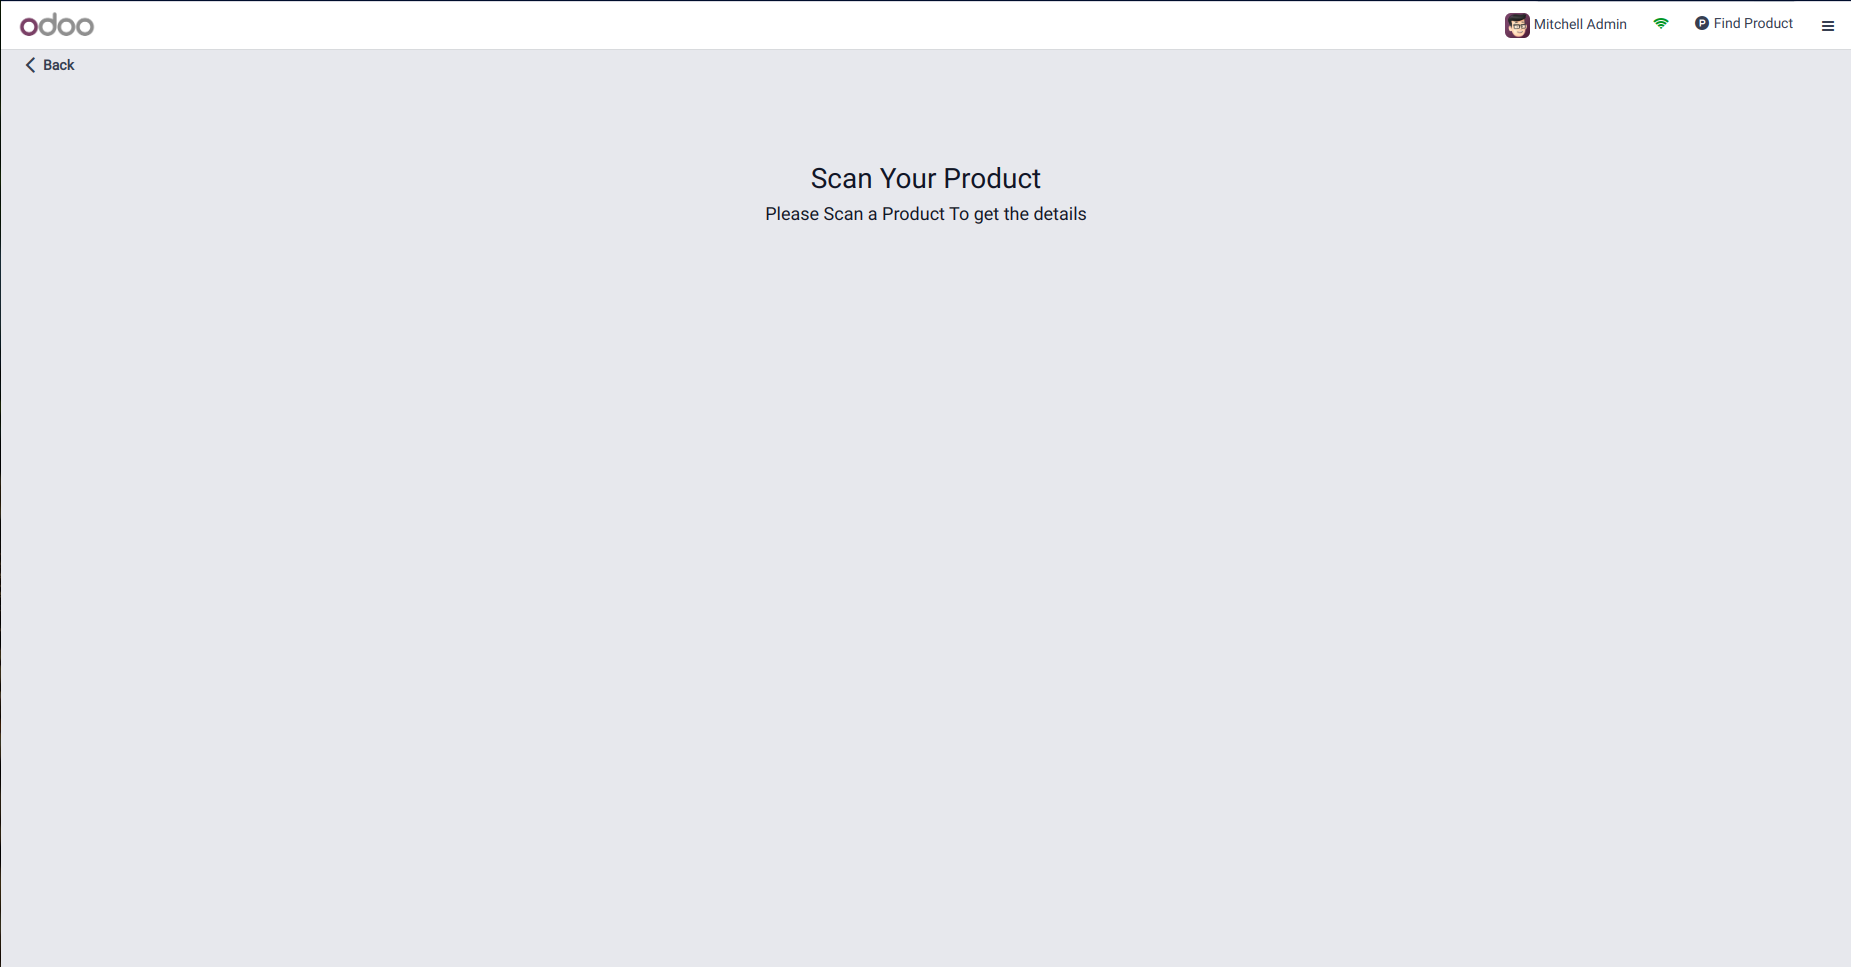 odoo
Mitchell Admin
P Find Product
Back
Scan Your Product
Please Scan a Product To get the details